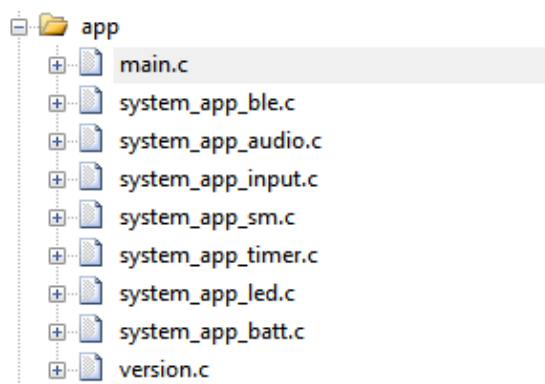 app
main.c
system_app_ble.c
system_app_audio.c
system_app_input.c
system_app_sm.c
system_app_timer.c
system_app_led.c
system_app_batt.c
version.c